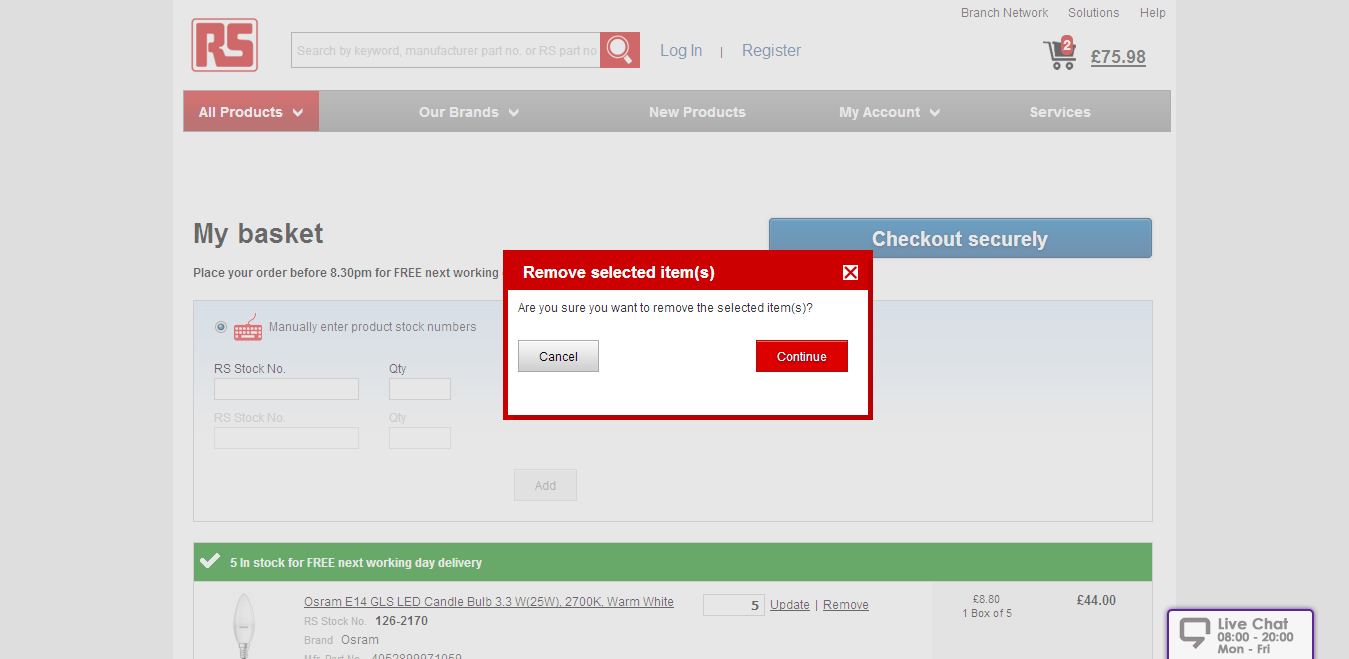 Branch Network Solutions Help
RS
Search by keyword, manufacturer part no. or RS part no
Log In | Register
2
£75.98
All Products Our Brands New Products My Account Services
My basket
Checkout securely
Place your order before 8.30pm for FREE next working
Remove selected item(s)
Are you sure you want to remove the selected item(s)?
Cancel Continue
Manually enter product stock numbers
RS Stock No. Qty
RS Stock No. Qty
Add
5 In stock for FREE next working day delivery
Osram E14 GLS LED Candle Bulb 3.3 W(25W), 2700K, Warm White
5 Update | Remove
£8.80
1 Box of 5
£44.00
RS Stock No. 126-2170
Brand Osram
Mfr. Part No. 4052899971059
Live Chat
08:00 - 20:00
Mon - Fri